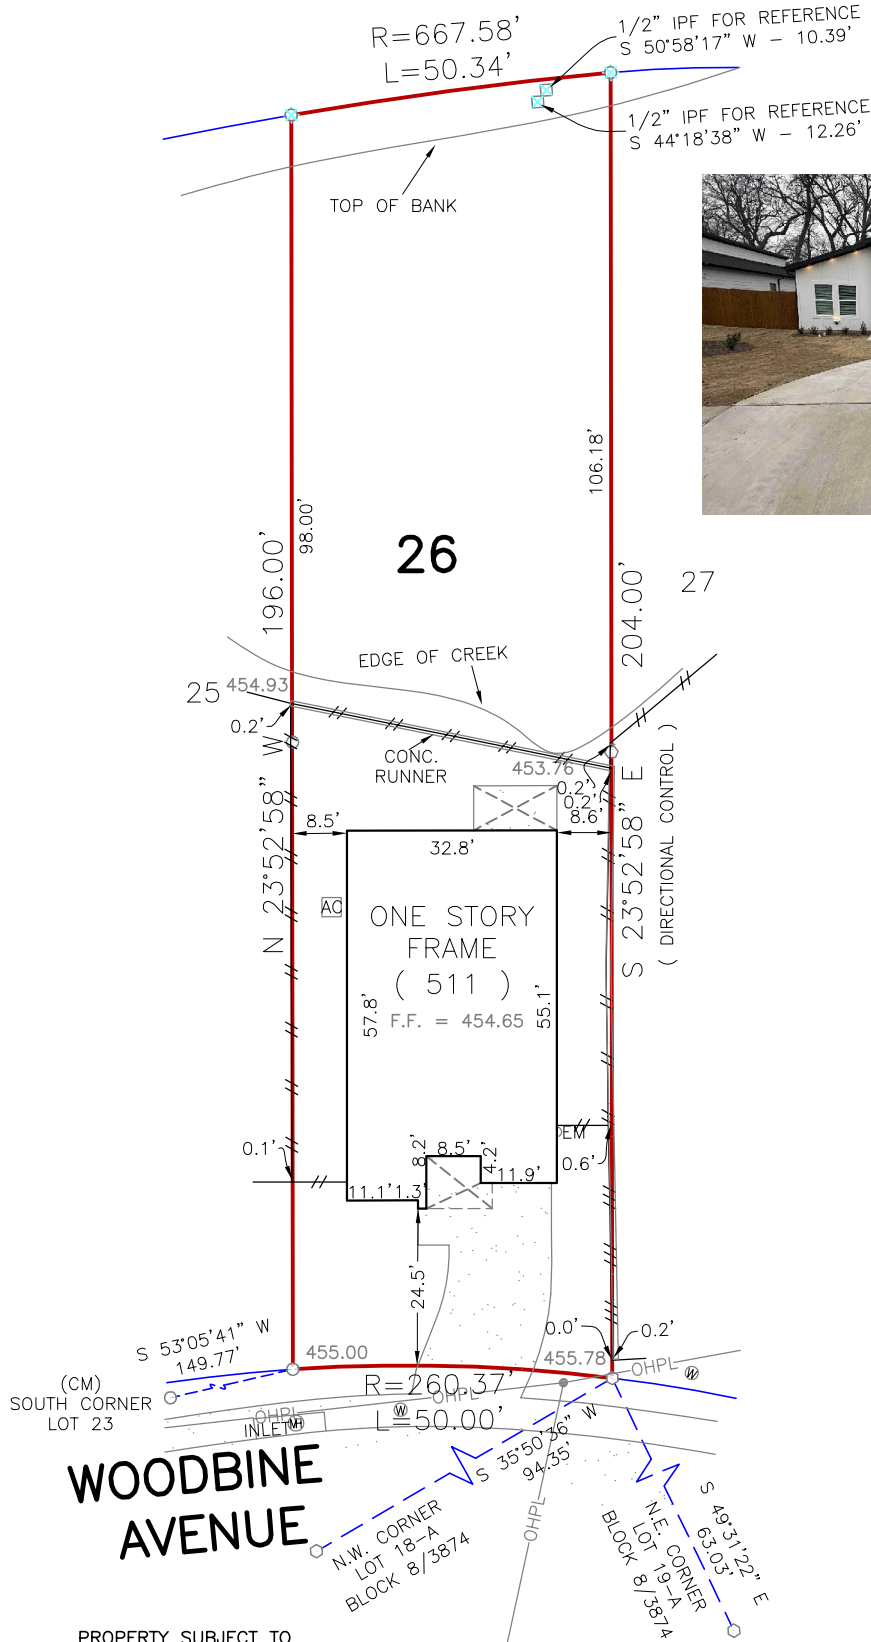 R=667.58'
L=50.34'
1/2" IPF FOR REFERENCE
S 50°58'17" W - 10.39'
1/2" IPF FOR REFERENCE
S 44°18'38" W - 12.26'
TOP OF BANK
106.18'
98.00'
196.00'
26
204.00'
27
EDGE OF CREEK
25
454.93
0.2'
CONC.
RUNNER
453.76
0.2'
0.2'
8.5'
8.6'
32.8'
N 23°52'58" W
S 23°52'58" E
( DIRECTIONAL CONTROL )
AC
ONE STORY
FRAME
( 511 )
F.F. = 454.65
57.8'
55.1'
EM
0.1'
8.2'
8.5'
4.2'
0.6'
11.1'
1.3'
11.9'
24.5'
0.0'
0.2'
S 53°05'41" W
149.77'
455.00
455.78
OHPL
(CM)
SOUTH CORNER
LOT 23
R=260.37'
OHPL
W
W
OHPL
INLET
MH
L=50.00'
S 35°50'36" W
94.35'
WOODBINE
AVENUE
OHPL
N.W. CORNER
LOT 18-A
BLOCK 8/3874
S 49°31'22" E
63.03'
N.E. CORNER
LOT 19-A
BLOCK 8/3874
PROPERTY SUBJECT TO